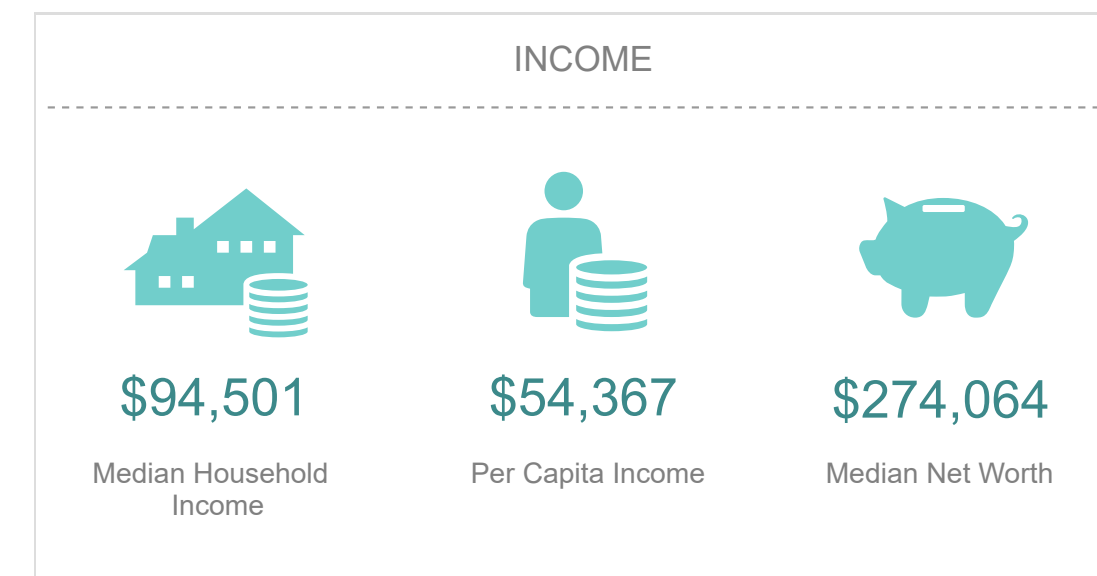 INCOME
$94,501
$54,367
$274,064
Median Household
Income
Per Capita Income
Median Net Worth